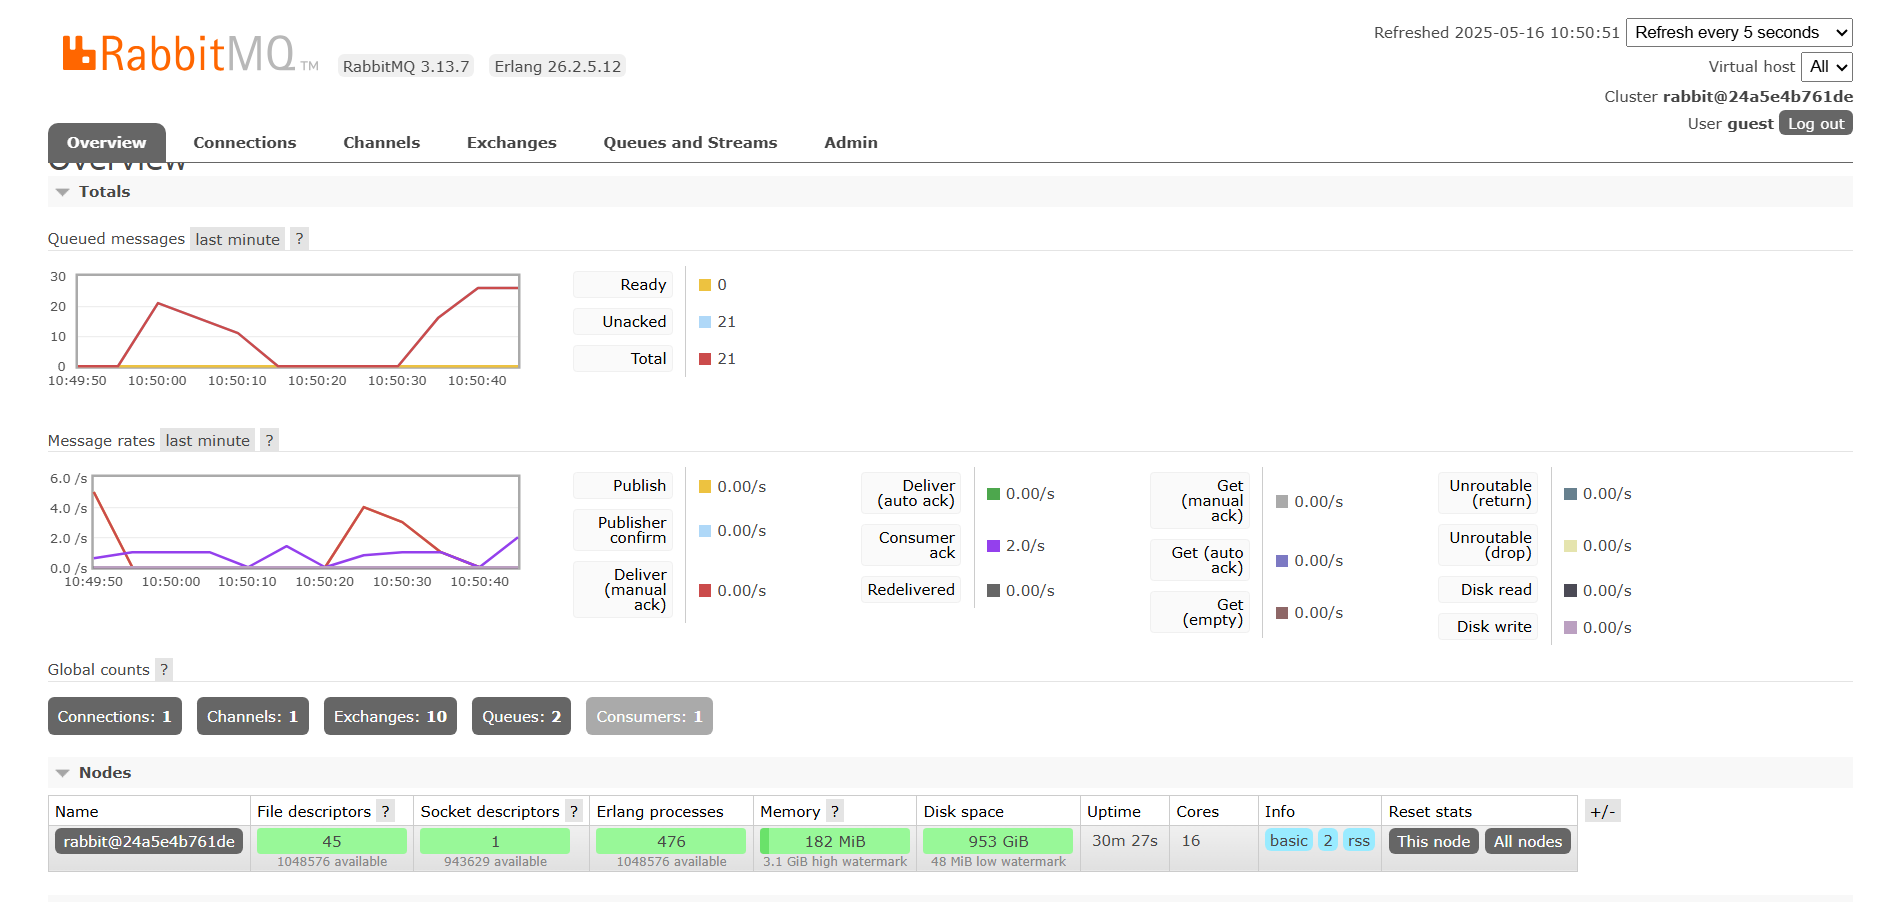 RabbitMQ TM
RabbitMQ 3.13.7 Erlang 26.2.5.12
Refreshed 2025-05-16 10:50:51 Refresh every 5 seconds
Virtual host All
Cluster rabbit@24a5e4b761de
User guest Log out
Overview Connections Channels Exchanges Queues and Streams Admin
Overview
Totals
Queued messages last minute ?
30
20
10
0
10:49:50 10:50:00 10:50:10 10:50:20 10:50:30 10:50:40
Ready 0
Unacked 21
Total 21
Message rates last minute ?
6.0 /s
4.0 /s
2.0 /s
0.0 /s
10:49:50 10:50:00 10:50:10 10:50:20 10:50:30 10:50:40
Publish 0.00/s
Publisher
confirm 0.00/s
Deliver
(manual
ack) 0.00/s
Deliver
(auto ack) 0.00/s
Consumer
ack 2.0/s
Redelivered 0.00/s
Get
(manual
ack) 0.00/s
Get (auto
ack) 0.00/s
Get
(empty) 0.00/s
Unroutable
(return) 0.00/s
Unroutable
(drop) 0.00/s
Disk read 0.00/s
Disk write 0.00/s
Global counts ?
Connections: 1 Channels: 1 Exchanges: 10 Queues: 2 Consumers: 1
Nodes
Name File descriptors ? Socket descriptors ? Erlang processes Memory ? Disk space Uptime Cores Info Reset stats +/-
rabbit@24a5e4b761de 45 1 476 182 MiB 953 GiB 30m 27s 16 basic 2 rss This node All nodes
1048576 available 943629 available 1048576 available 3.1 GiB high watermark 48 MiB low watermark